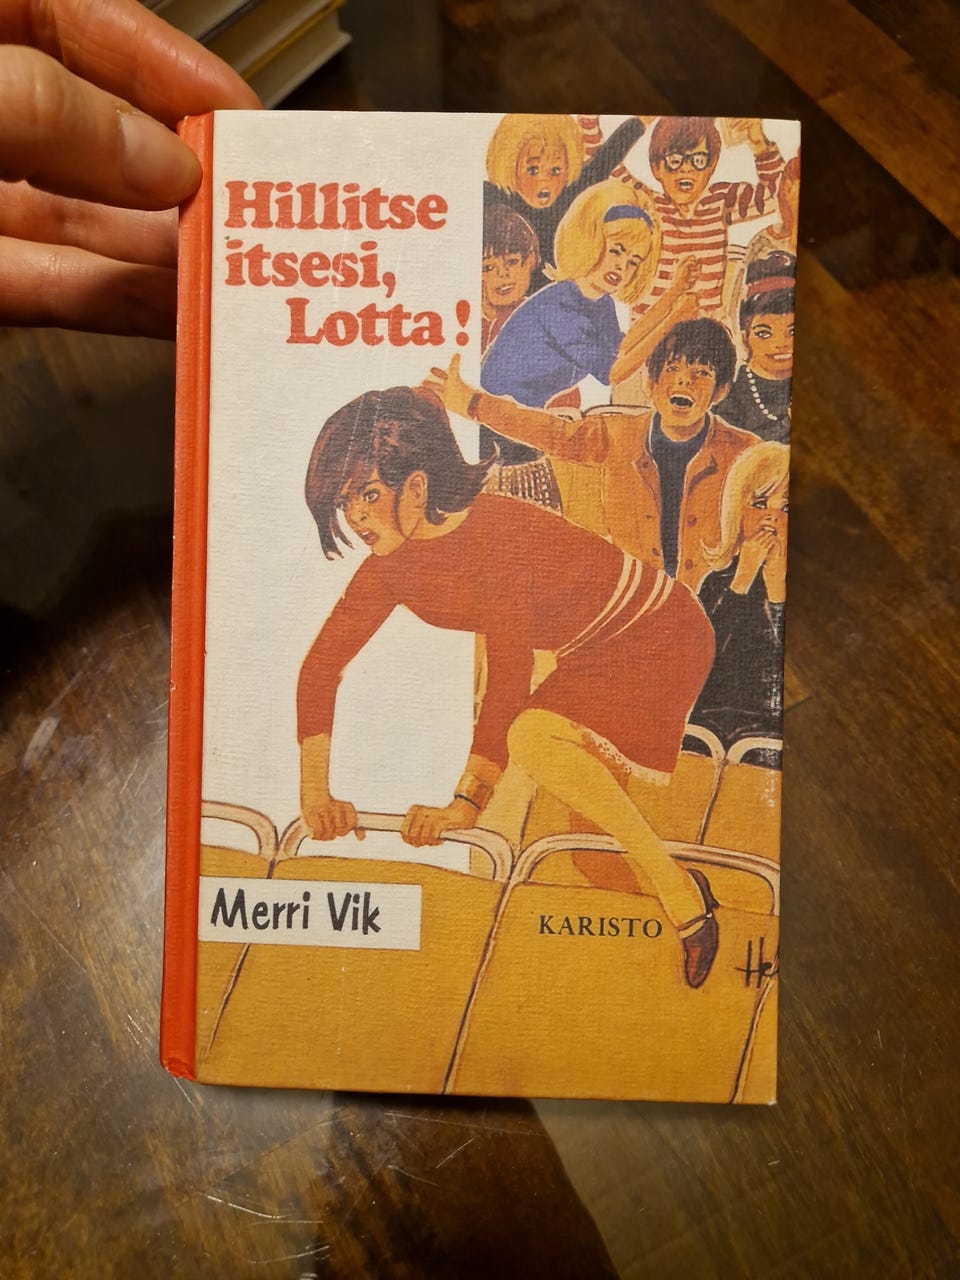 Hillitse
itsesi,
Lotta!
Merri Vik
KARISTO